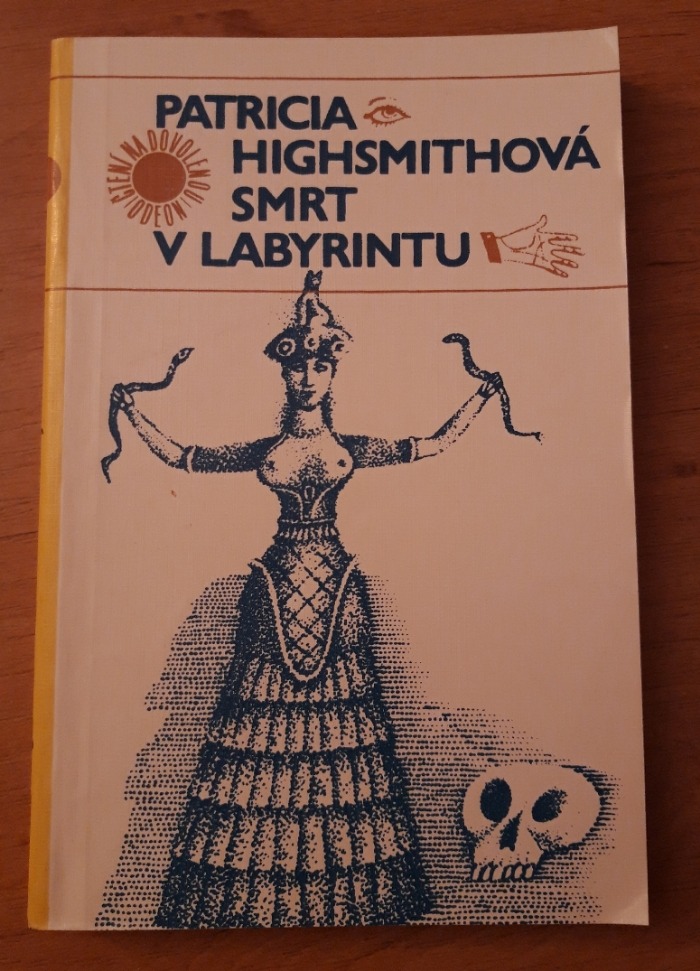 PATRICIA
HIGHSMITHOVÁ
SMRT
V LABYRINTU
ČTENÍ NA DOVOLENOU
ODEON